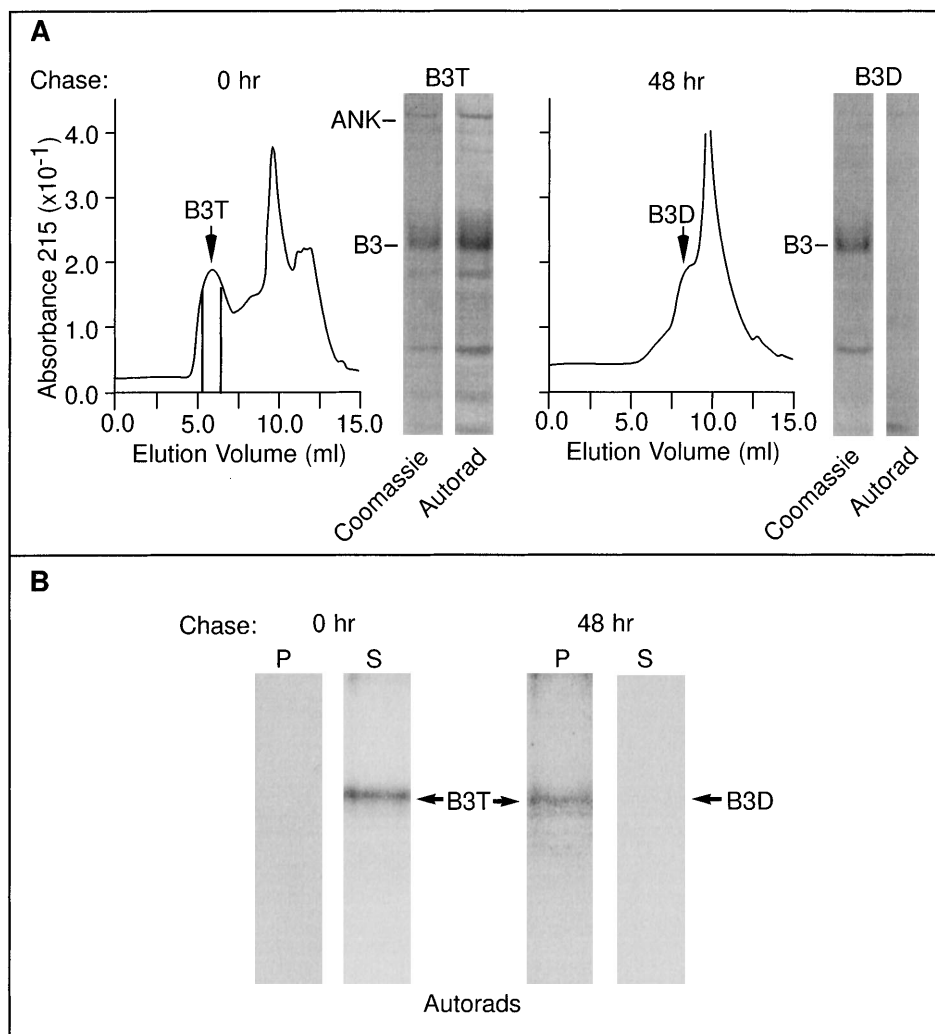 A
Chase: 0 hr B3T 48 hr B3D
Absorbance 215 (x10-1)
4.0
3.0
2.0
1.0
0.0
B3T
ANK–
B3–
B3D
B3–
0.0 5.0 10.0 15.0
Elution Volume (ml)
Coomassie
Autorad
0.0 5.0 10.0 15.0
Elution Volume (ml)
Coomassie
Autorad
B
Chase: 0 hr 48 hr
P S P S
B3T B3D
Autorads